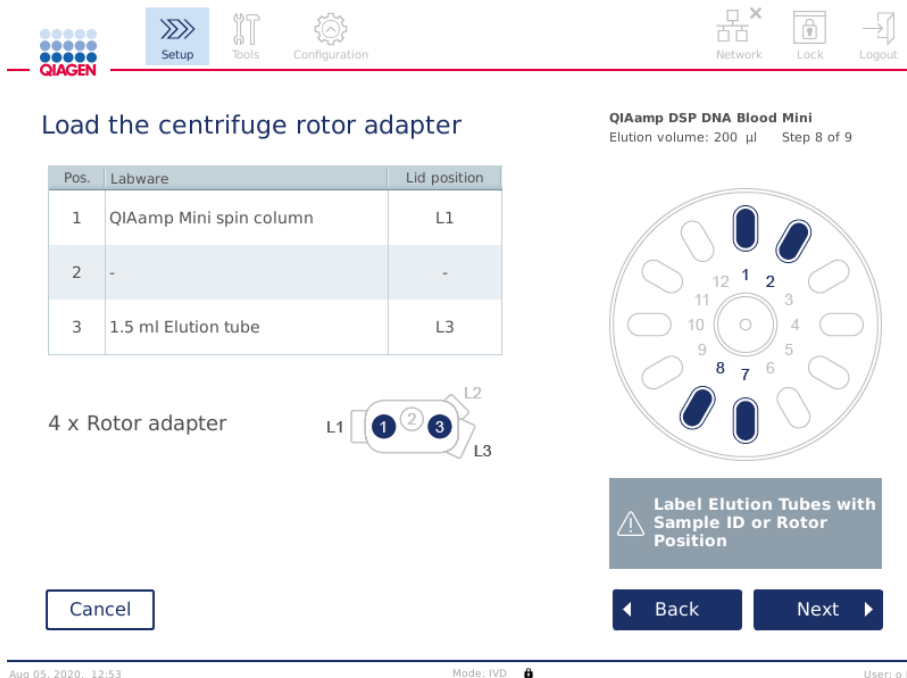 QIAGEN
Setup
Tools
Configuration
Network
Lock
Logout
Load the centrifuge rotor adapter
QIAamp DSP DNA Blood Mini
Elution volume: 200 µl Step 8 of 9
Pos. Labware Lid position
1 QIAamp Mini spin column L1
2 - -
3 1.5 ml Elution tube L3
12 1 2
11 3
10 4
9 5
8 7 6
4 x Rotor adapter
L1 1 2 3 L2
L3
Label Elution Tubes with
Sample ID or Rotor
Position
Cancel
Back
Next
Aug 05, 2020, 12:53 Mode: IVD User: o